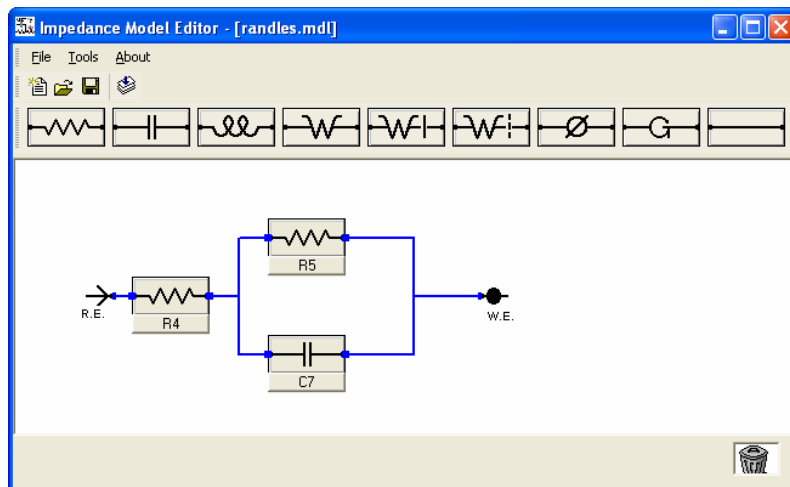 Impedance Model Editor - [randles.mdl]
File Tools About
W W W Ø G
R5
R.E.
R4
W.E.
C7